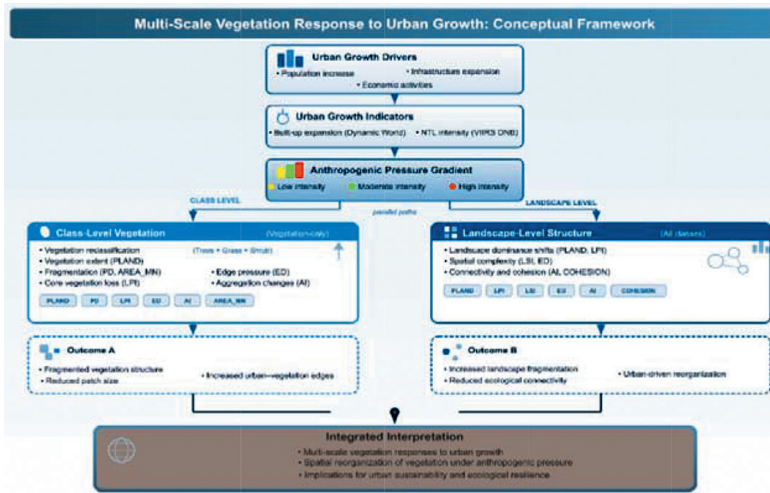 Multi-Scale Vegetation Response to Urban Growth: Conceptual Framework
Urban Growth Drivers
• Population increase
• Infrastructure expansion
• Economic activities
Urban Growth Indicators
• Built-up expansion (Dynamic World)
• NTL intensity (VIIRS DNB)
Anthropogenic Pressure Gradient
Low intensity
Moderate intensity
High intensity
CLASS LEVEL
parallel paths
LANDSCAPE LEVEL
Class-Level Vegetation
(Vegetation-only)
• Vegetation reclassification
(Trees + Grass + Shrub)
• Vegetation extent (PLAND)
• Fragmentation (PD, AREA_MN)
• Edge pressure (ED)
• Core vegetation loss (LPI)
• Aggregation changes (AI)
PLAND
PD
LPI
ED
AI
AREA_MN
Landscape-Level Structure
(All classes)
• Landscape dominance shifts (PLAND, LPI)
• Spatial complexity (LSI, ED)
• Connectivity and cohesion (AI, COHESION)
PLAND
LPI
LSI
ED
AI
COHESION
Outcome A
• Fragmented vegetation structure
• Reduced patch size
• Increased urban–vegetation edges
Outcome B
• Increased landscape fragmentation
• Reduced ecological connectivity
• Urban-driven reorganization
Integrated Interpretation
• Multi-scale vegetation responses to urban growth
• Spatial reorganization of vegetation under anthropogenic pressure
• Implications for urban sustainability and ecological resilience